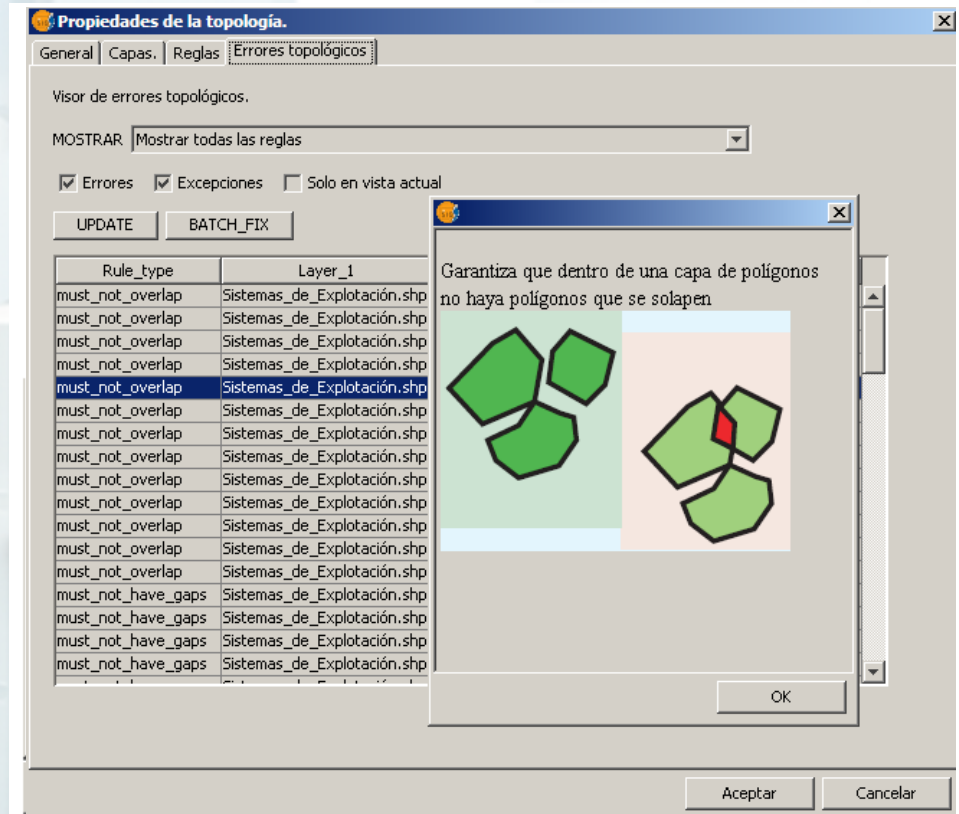 Propiedades de la topología.
General Capas. Reglas Errores topológicos
Visor de errores topológicos.
MOSTRAR Mostrar todas las reglas
Errores Excepciones Solo en vista actual
UPDATE BATCH_FIX
Rule_type Layer_1
must_not_overlap Sistemas_de_Explotación.shp
must_not_overlap Sistemas_de_Explotación.shp
must_not_overlap Sistemas_de_Explotación.shp
must_not_overlap Sistemas_de_Explotación.shp
must_not_overlap Sistemas_de_Explotación.shp
must_not_overlap Sistemas_de_Explotación.shp
must_not_overlap Sistemas_de_Explotación.shp
must_not_overlap Sistemas_de_Explotación.shp
must_not_overlap Sistemas_de_Explotación.shp
must_not_overlap Sistemas_de_Explotación.shp
must_not_overlap Sistemas_de_Explotación.shp
must_not_overlap Sistemas_de_Explotación.shp
must_not_overlap Sistemas_de_Explotación.shp
must_not_have_gaps Sistemas_de_Explotación.shp
must_not_have_gaps Sistemas_de_Explotación.shp
must_not_have_gaps Sistemas_de_Explotación.shp
must_not_have_gaps Sistemas_de_Explotación.shp
Garantiza que dentro de una capa de polígonos
no haya polígonos que se solapen
OK
Aceptar Cancelar